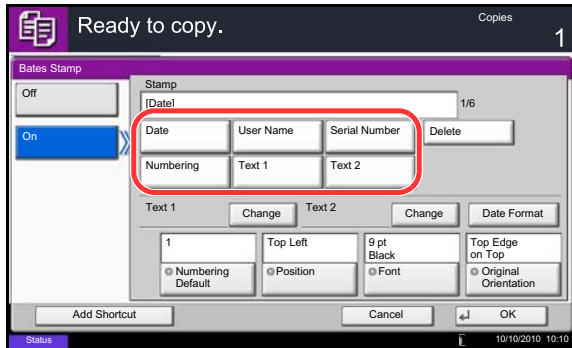 Ready to copy.
Copies
1
Bates Stamp
Off
On
Stamp
[Date]
1/6
Date
User Name
Serial Number
Delete
Numbering
Text 1
Text 2
Text 1
Change
Text 2
Change
Date Format
1
Top Left
9 pt
Black
Top Edge
on Top
Numbering
Default
Position
Font
Original
Orientation
Add Shortcut
Cancel
OK
Status
10/10/2010 10:10